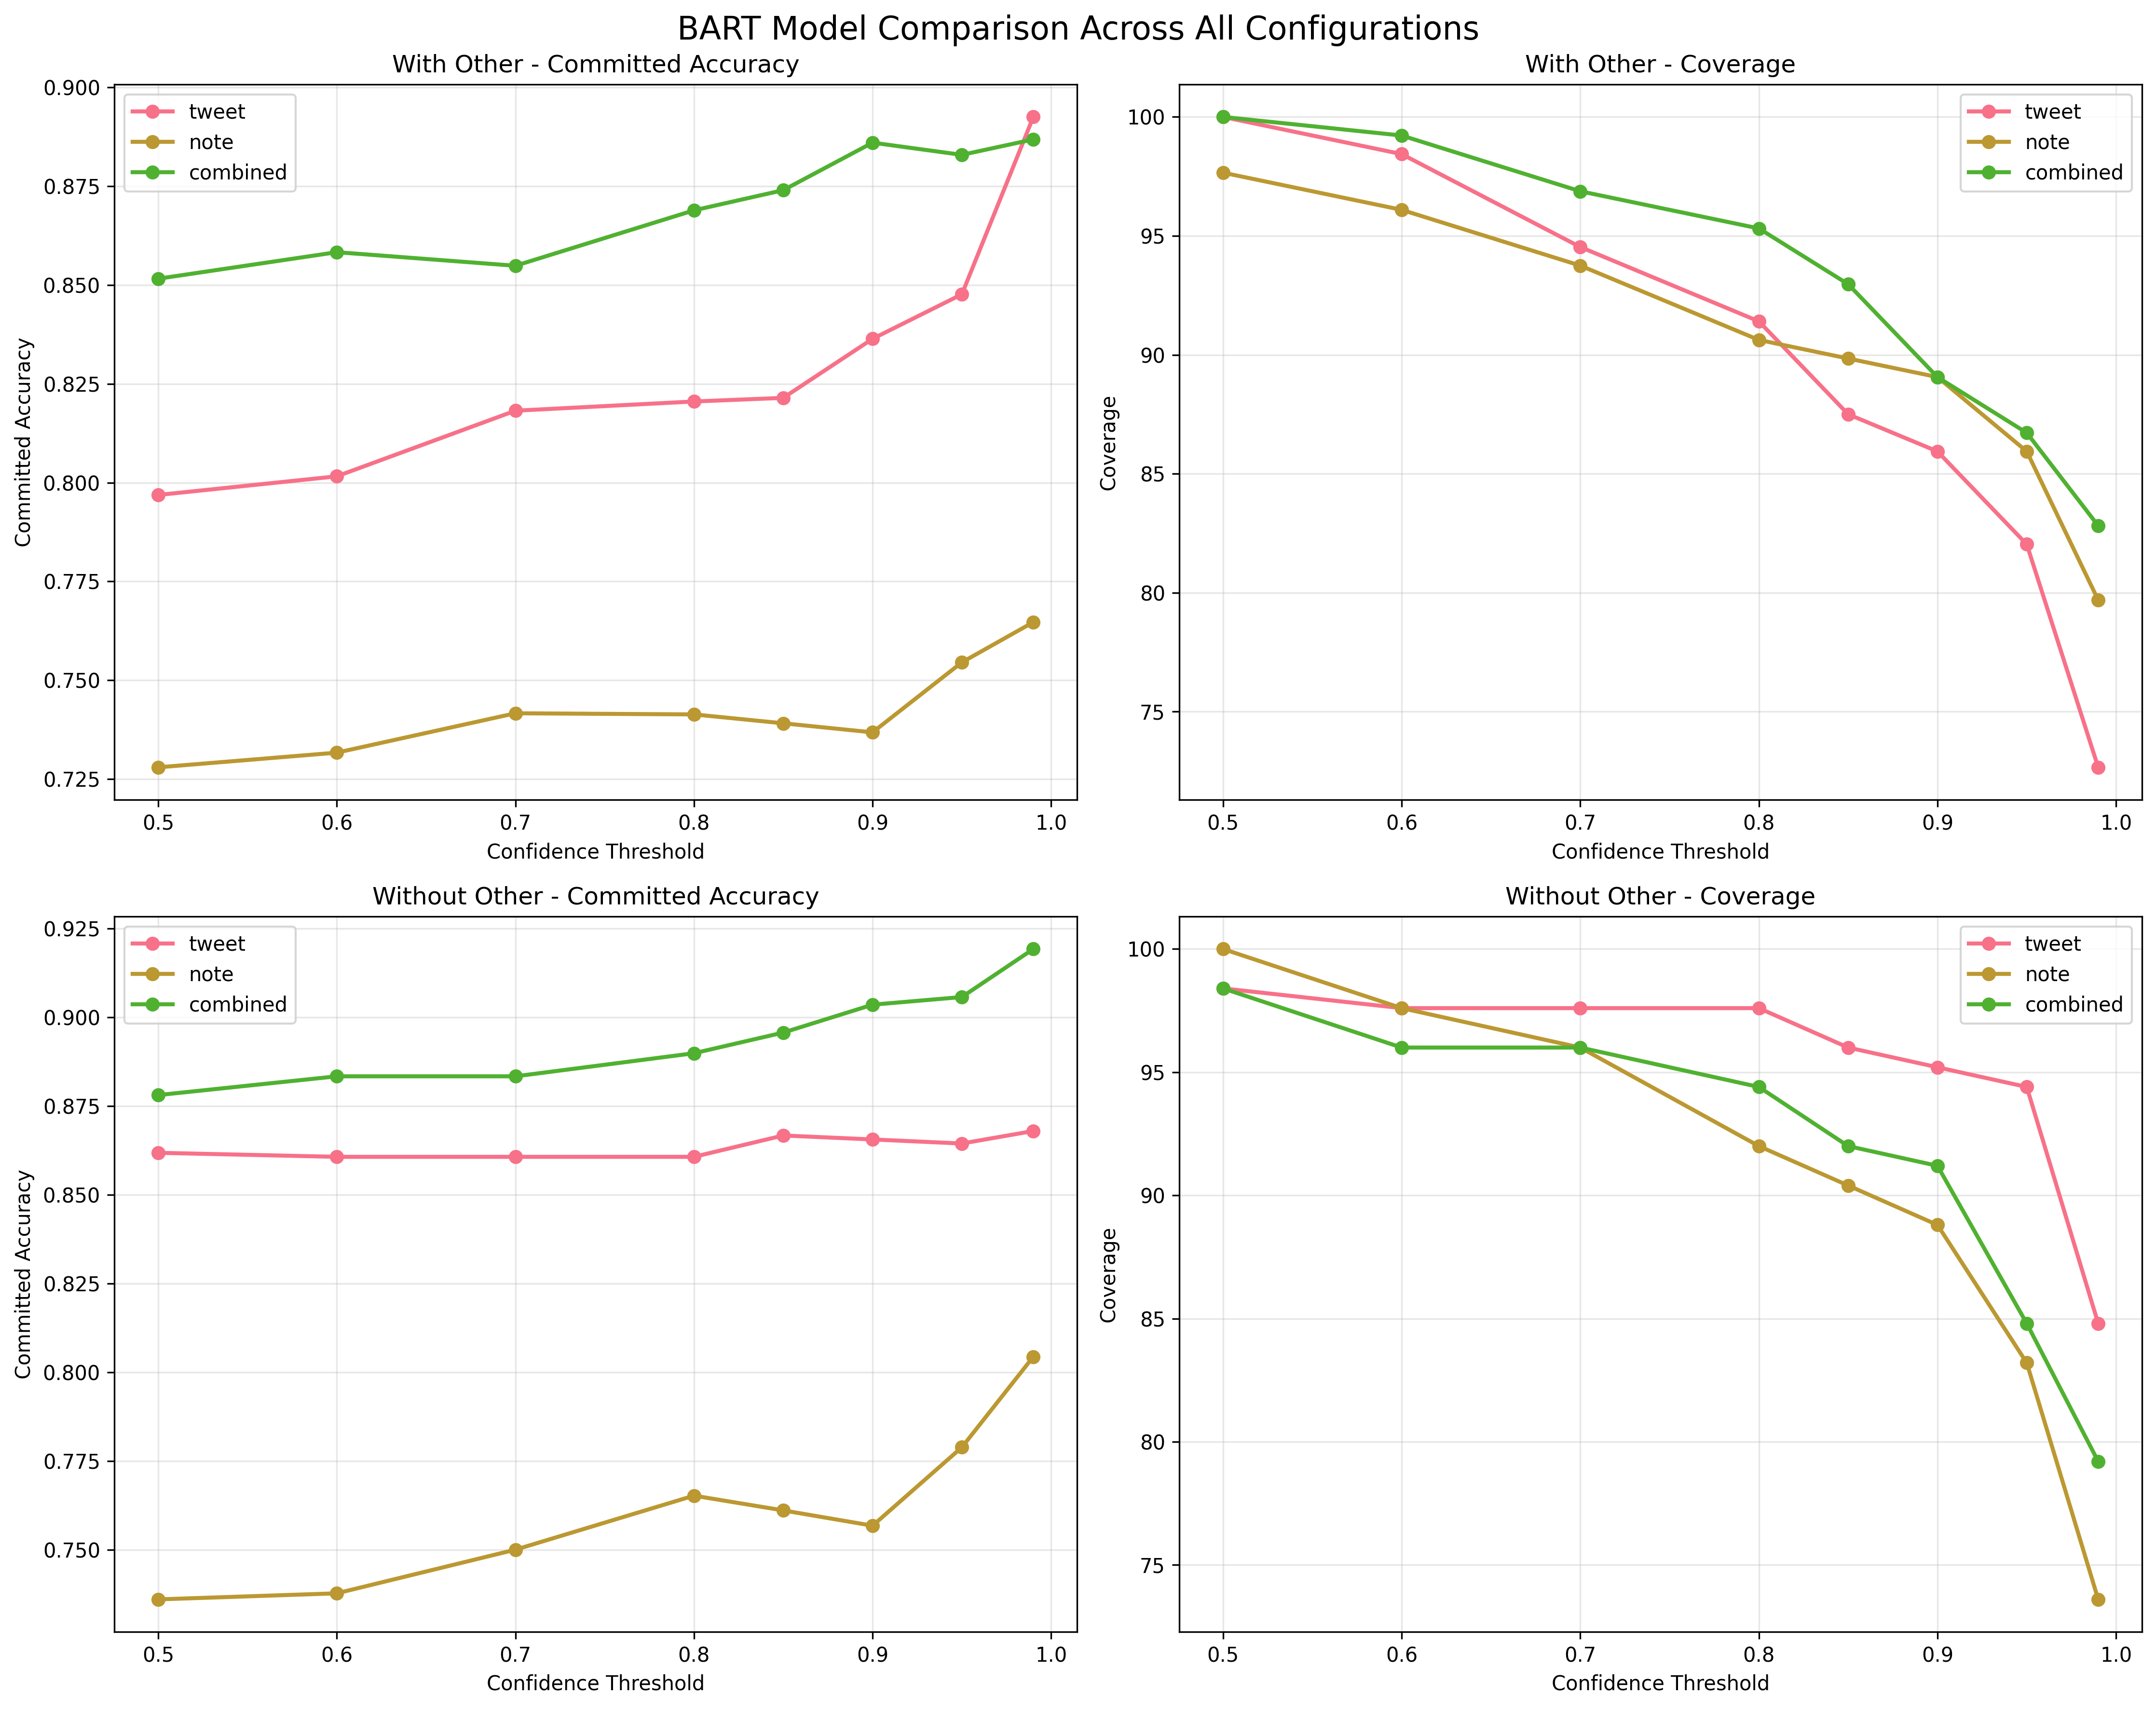 BART Model Comparison Across All Configurations
With Other - Committed Accuracy
0.900
0.875
0.850
0.825
0.800
0.775
0.750
0.725
Committed Accuracy
tweet
note
combined
0.5 0.6 0.7 0.8 0.9 1.0
Confidence Threshold
With Other - Coverage
100
95
90
85
80
75
Coverage
tweet
note
combined
0.5 0.6 0.7 0.8 0.9 1.0
Confidence Threshold
Without Other - Committed Accuracy
0.925
0.900
0.875
0.850
0.825
0.800
0.775
0.750
Committed Accuracy
tweet
note
combined
0.5 0.6 0.7 0.8 0.9 1.0
Confidence Threshold
Without Other - Coverage
100
95
90
85
80
75
Coverage
tweet
note
combined
0.5 0.6 0.7 0.8 0.9 1.0
Confidence Threshold